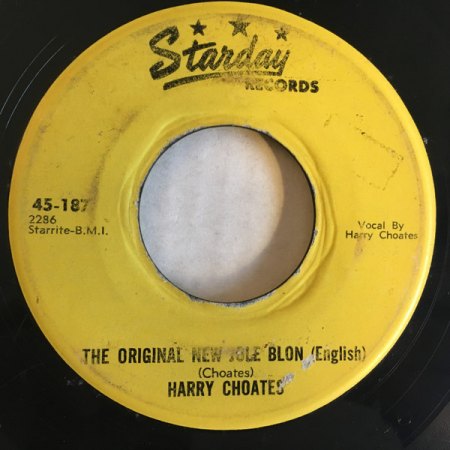 Starday
RECORDS
45-187
2286
Starrite-B.M.I.
Vocal By
Harry Choates
THE ORIGINAL NEW JOLE BLON (English)
(Choates)
HARRY CHOATES